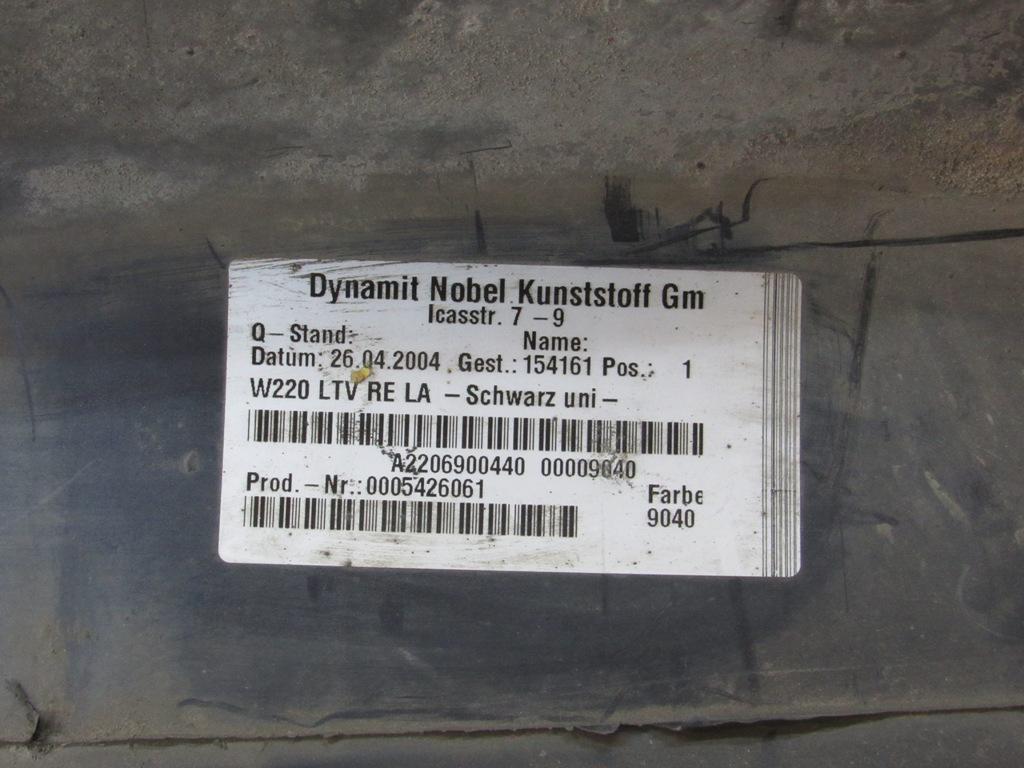 Dynamit Nobel Kunststoff Gm
Icasstr. 7 – 9
Q – Stand: Name:
Datum: 26.04.2004 Gest.: 154161 Pos.: 1
W220 LTV RE LA – Schwarz uni –
A2206900440 00009040
Prod. – Nr.: 0005426061 Farbe
9040